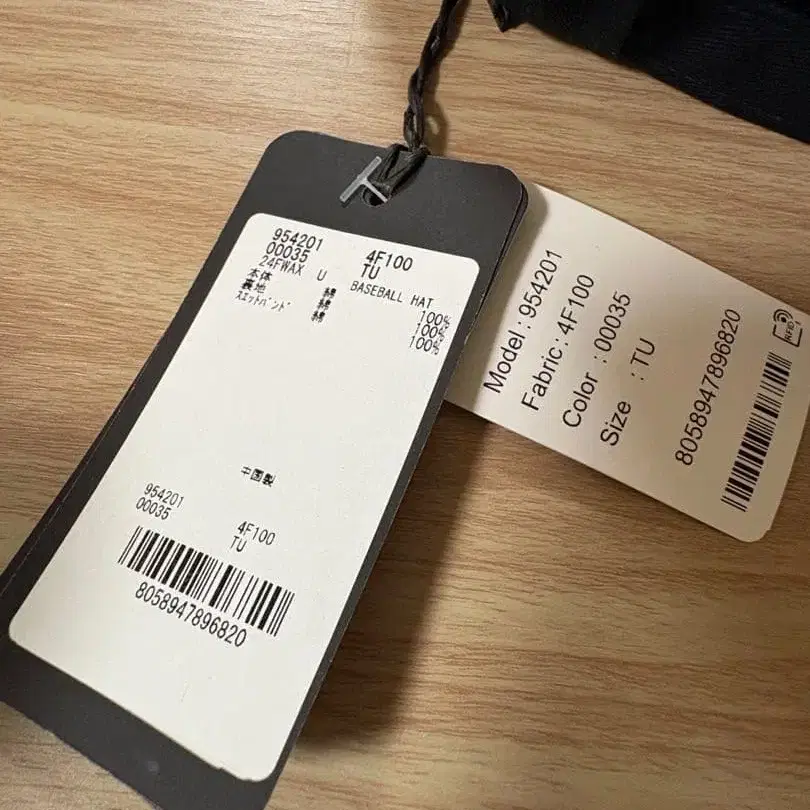 954201 4F100
00035 TU
24FWAX U BASEBALL HAT
本体 綿 100%
裏地 綿 100%
スエットバンド 綿 100%
中国製
954201 4F100
00035 TU
8058947896820
Model : 954201
Fabric : 4F100
Color : 00035
Size : TU
8058947896820
RFID